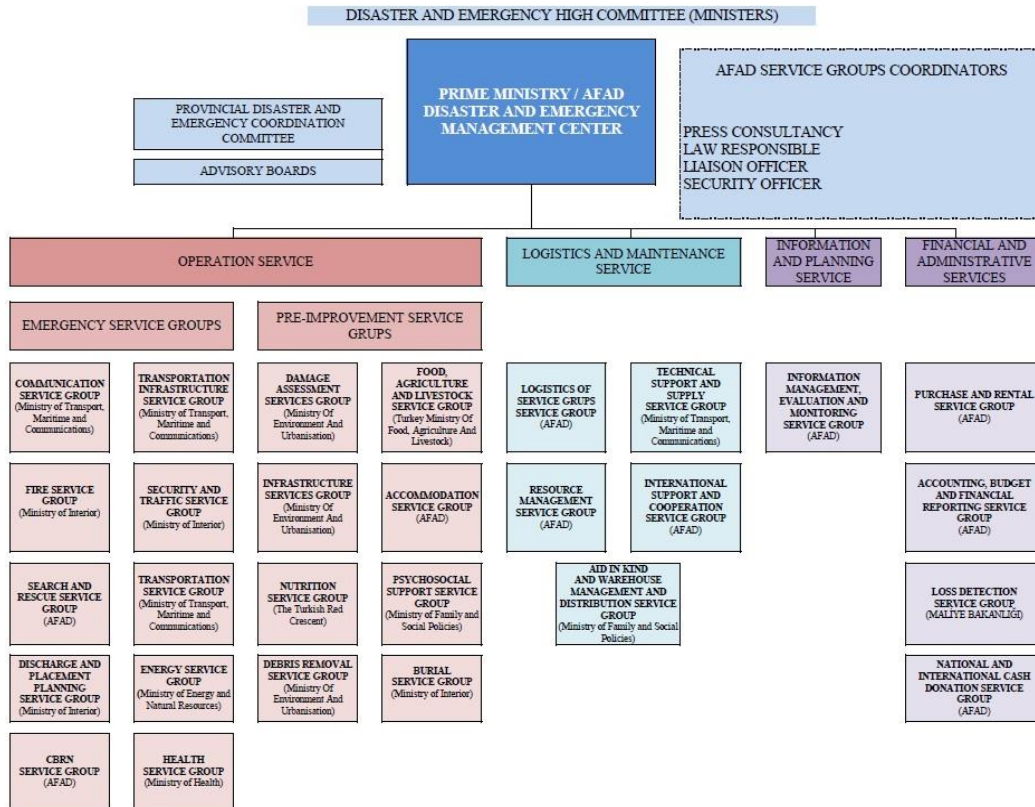 DISASTER AND EMERGENCY HIGH COMMITTEE (MINISTERS)
PRIME MINISTRY / AFAD
DISASTER AND EMERGENCY
MANAGEMENT CENTER
AFAD SERVICE GROUPS COORDINATORS
PRESS CONSULTANCY
LAW RESPONSIBLE
LIAISON OFFICER
SECURITY OFFICER
PROVINCIAL DISASTER AND
EMERGENCY COORDINATION
COMMITTEE
ADVISORY BOARDS
OPERATION SERVICE
LOGISTICS AND MAINTENANCE
SERVICE
INFORMATION
AND PLANNING
SERVICE
FINANCIAL AND
ADMINISTRATIVE
SERVICES
EMERGENCY SERVICE GROUPS
PRE-IMPROVEMENT SERVICE
GRUPS
COMMUNICATION
SERVICE GROUP
(Ministry of Transport,
Maritime and
Communications)
TRANSPORTATION
INFRASTRUCTURE
SERVICE GROUP
(Ministry of Transport,
Maritime and
Communications)
DAMAGE
ASSESSMENT
SERVICES GROUP
(Ministry Of
Environment And
Urbanisation)
FOOD,
AGRICULTURE
AND LIVESTOCK
SERVICE GROUP
(Turkey Ministry Of
Food, Agriculture And
Livestock)
LOGISTICS OF
SERVICE GRUPS
SERVICE GROUP
(AFAD)
TECHNICAL
SUPPORT AND
SUPPLY
SERVICE GROUP
(Ministry of Transport,
Maritime and
Communications)
INFORMATION
MANAGEMENT,
EVALUATION AND
MONITORING
SERVICE GROUP
(AFAD)
PURCHASE AND RENTAL
SERVICE GROUP
(AFAD)
FIRE SERVICE
GROUP
(Ministry of Interior)
SECURITY AND
TRAFFIC SERVICE
GROUP
(Ministry of Interior)
INFRASTRUCTURE
SERVICES GROUP
(Ministry Of
Environment And
Urbanisation)
ACCOMMODATION
SERVICE GROUP
(AFAD)
RESOURCE
MANAGEMENT
SERVICE GROUP
(AFAD)
INTERNATIONAL
SUPPORT AND
COOPERATION
SERVICE GROUP
(AFAD)
ACCOUNTING, BUDGET
AND FINANCIAL
REPORTING SERVICE
GROUP
(AFAD)
SEARCH AND
RESCUE SERVICE
GROUP
(AFAD)
TRANSPORTATION
SERVICE GROUP
(Ministry of Transport,
Maritime and
Communications)
NUTRITION
SERVICE GROUP
(The Turkish Red
Crescent)
PSYCHOSOCIAL
SUPPORT SERVICE
GROUP
(Ministry of Family and
Social Policies)
AID IN KIND
AND WAREHOUSE
MANAGEMENT AND
DISTRIBUTION SERVICE
GROUP
(Ministry of Family and Social
Policies)
LOSS DETECTION
SERVICE GROUP
(MALİYE BAKANLIĞI)
DISCHARGE AND
PLACEMENT
PLANNING
SERVICE GROUP
(Ministry of Interior)
ENERGY SERVICE
GROUP
(Ministry of Energy and
Natural Resources)
DEBRIS REMOVAL
SERVICE GROUP
(Ministry Of
Environment And
Urbanisation)
BURIAL
SERVICE GROUP
(Ministry of Interior)
NATIONAL AND
INTERNATIONAL CASH
DONATION SERVICE
GROUP
(AFAD)
CBRN
SERVICE GROUP
(AFAD)
HEALTH
SERVICE GROUP
(Ministry of Health)